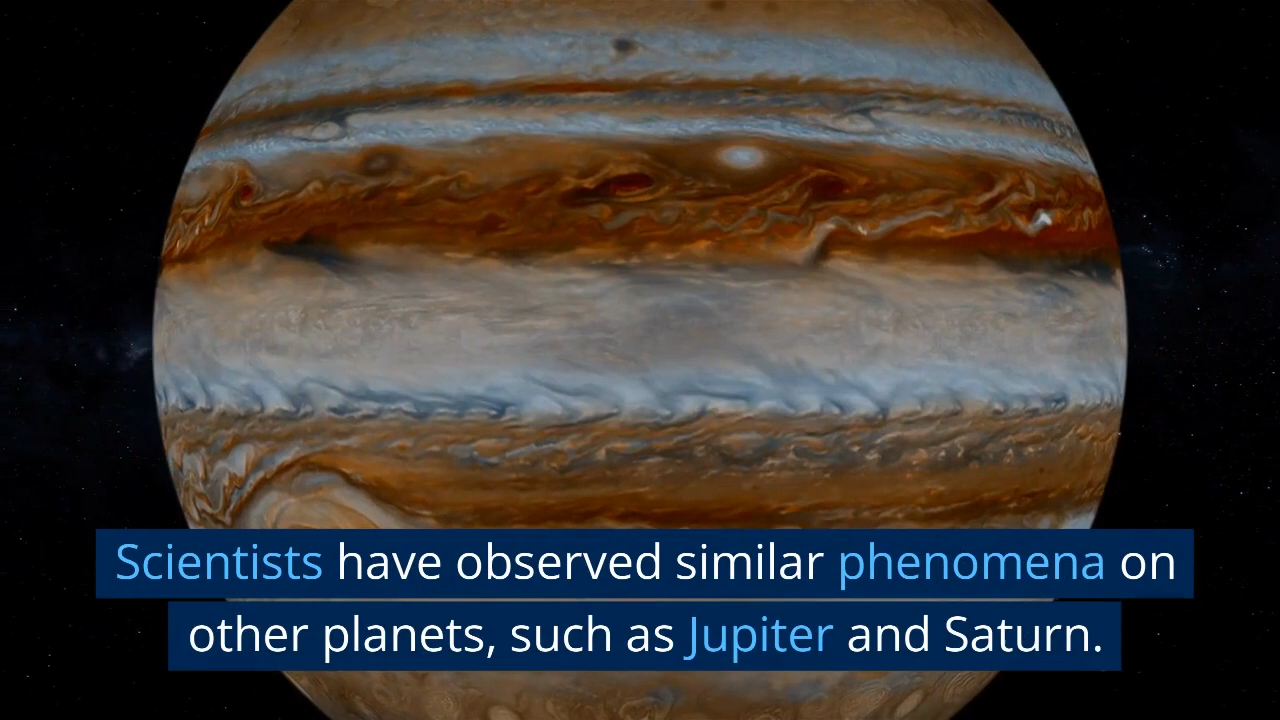 Scientists have observed similar phenomena on
other planets, such as Jupiter and Saturn.